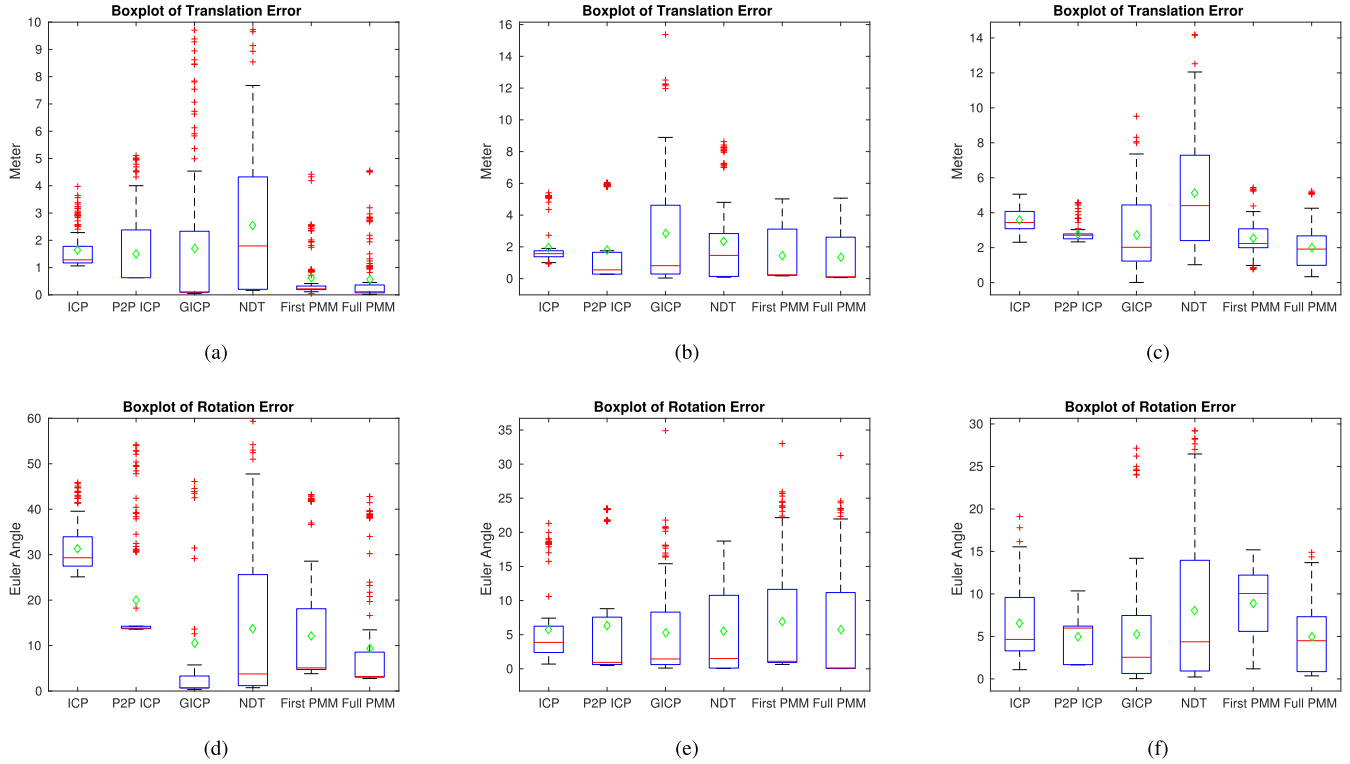 Boxplot of Translation Error
Meter
10
9
8
7
6
5
4
3
2
1
0
ICP P2P ICP GICP NDT First PMM Full PMM
(a)
Boxplot of Translation Error
Meter
16
14
12
10
8
6
4
2
0
ICP P2P ICP GICP NDT First PMM Full PMM
(b)
Boxplot of Translation Error
Meter
14
12
10
8
6
4
2
0
ICP P2P ICP GICP NDT First PMM Full PMM
(c)
Boxplot of Rotation Error
Euler Angle
60
50
40
30
20
10
0
ICP P2P ICP GICP NDT First PMM Full PMM
(d)
Boxplot of Rotation Error
Euler Angle
35
30
25
20
15
10
5
0
ICP P2P ICP GICP NDT First PMM Full PMM
(e)
Boxplot of Rotation Error
Euler Angle
30
25
20
15
10
5
0
ICP P2P ICP GICP NDT First PMM Full PMM
(f)